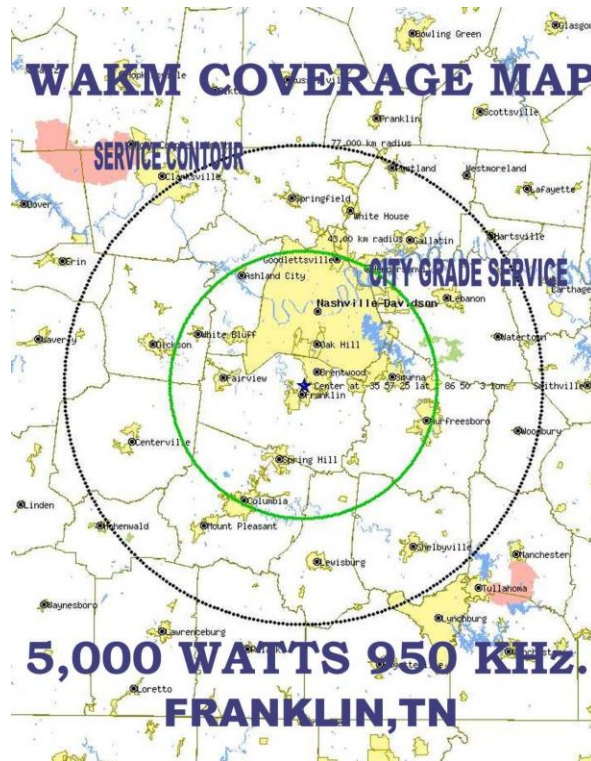 Glasgow
Bowling Green
WAKM COVERAGE MAP
Franklin
Scottsville
77,000 km radius
SERVICE CONTOUR
Clarksville
Portland
Westmoreland
Dover
Springfield
Lafayette
White House
Hartsville
43,00 km radius
Gallatin
Erin
Goodlettsville
Ashland City
CITY GRADE SERVICE
Carthage
Lebanon
Nashville-Davidson
White Bluff
Waverly
Dickson
Oak Hill
Watertown
Fairview
Brentwood
Smyrna
Center at 35 57 25 lat 86 50 3 lon
Smithville
Franklin
Murfreesboro
Woodbury
Centerville
Spring Hill
Linden
Columbia
Hohenwald
Mount Pleasant
Shelbyville
Manchester
Lewisburg
Tullahoma
Waynesboro
Lynchburg
Lawrenceburg
5,000 WATTS 950 KHz.
Loretto
FRANKLIN,TN